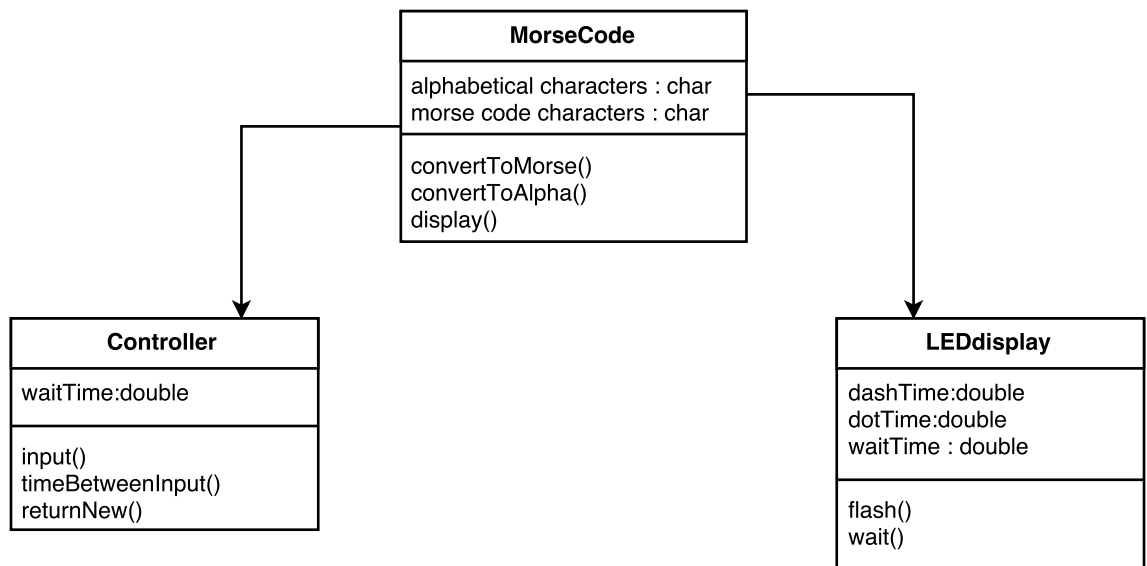 MorseCode
alphabetical characters : char
morse code characters : char
convertToMorse()
convertToAlpha()
display()
Controller
waitTime:double
input()
timeBetweenInput()
returnNew()
LEDdisplay
dashTime:double
dotTime:double
waitTime : double
flash()
wait()